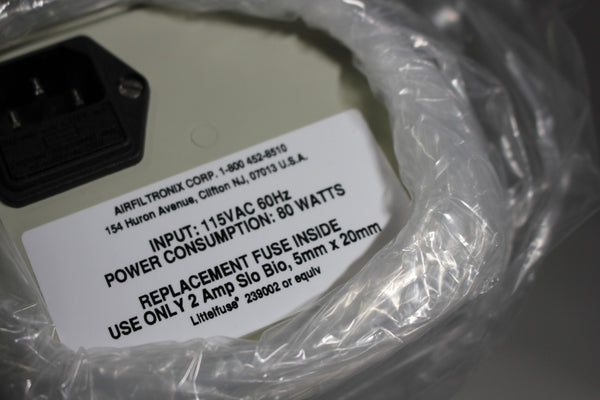 AIRFILTRONIX CORP. 1-800 452-8510
154 Huron Avenue, Clifton NJ, 07013 U.S.A.
INPUT: 115VAC 60Hz
POWER CONSUMPTION: 80 WATTS
REPLACEMENT FUSE INSIDE
USE ONLY 2 Amp Slo Blo, 5mm x 20mm
Littelfuse® 239002 or equiv